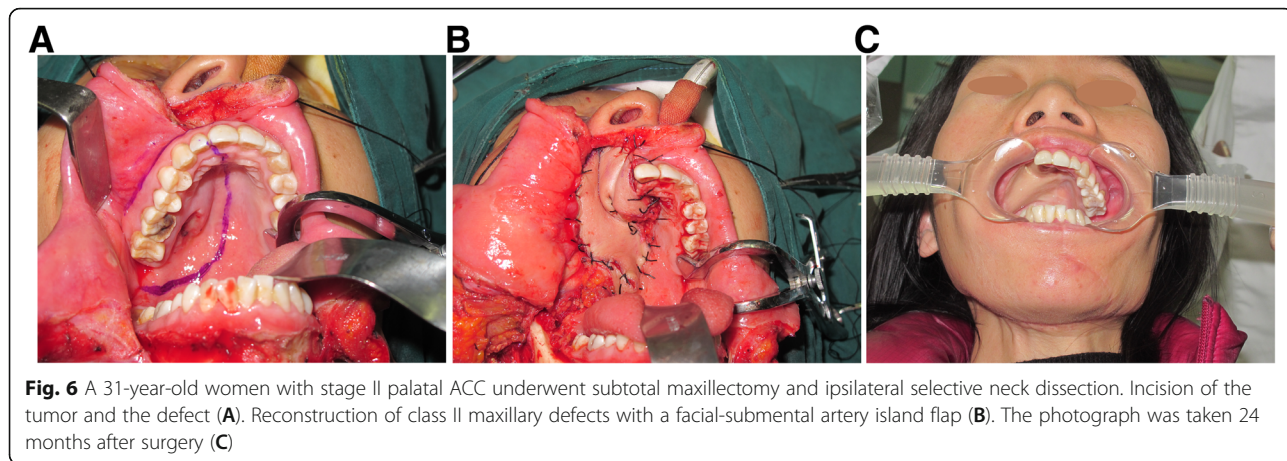 A B C
Fig. 6 A 31-year-old women with stage II palatal ACC underwent subtotal maxillectomy and ipsilateral selective neck dissection. Incision of the
tumor and the defect (A). Reconstruction of class II maxillary defects with a facial-submental artery island flap (B). The photograph was taken 24
months after surgery (C)